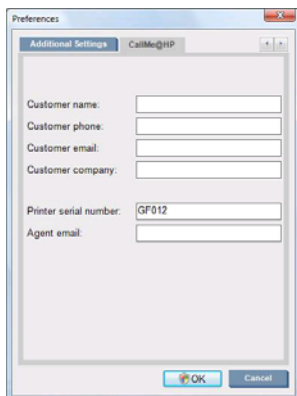 Preferences
Additional Settings CallMe@HP
Customer name:
Customer phone:
Customer email:
Customer company:
Printer serial number: GF012
Agent email:
OK Cancel